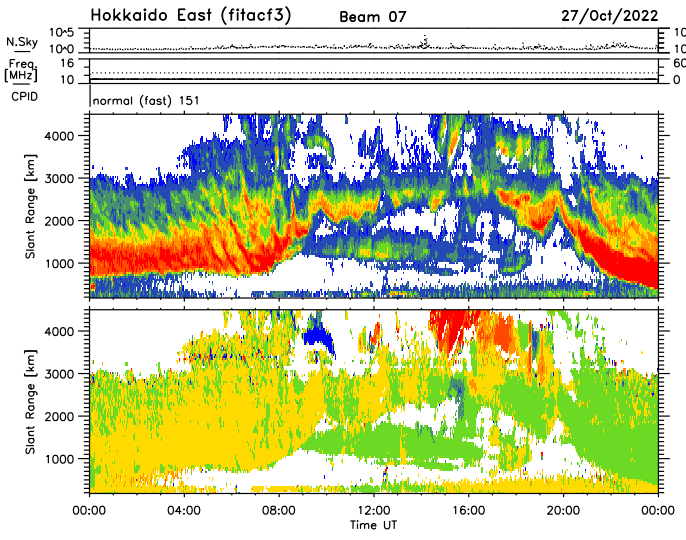 Hokkaido East (fitacf3) Beam 07 27/Oct/2022
N.Sky 10^5 10^0
Freq. [MHz] 16 10 60 0
CPID normal (fast) 151
Slant Range [km] 4000 3000 2000 1000
Slant Range [km] 4000 3000 2000 1000
00:00 04:00 08:00 12:00 16:00 20:00 00:00
Time UT